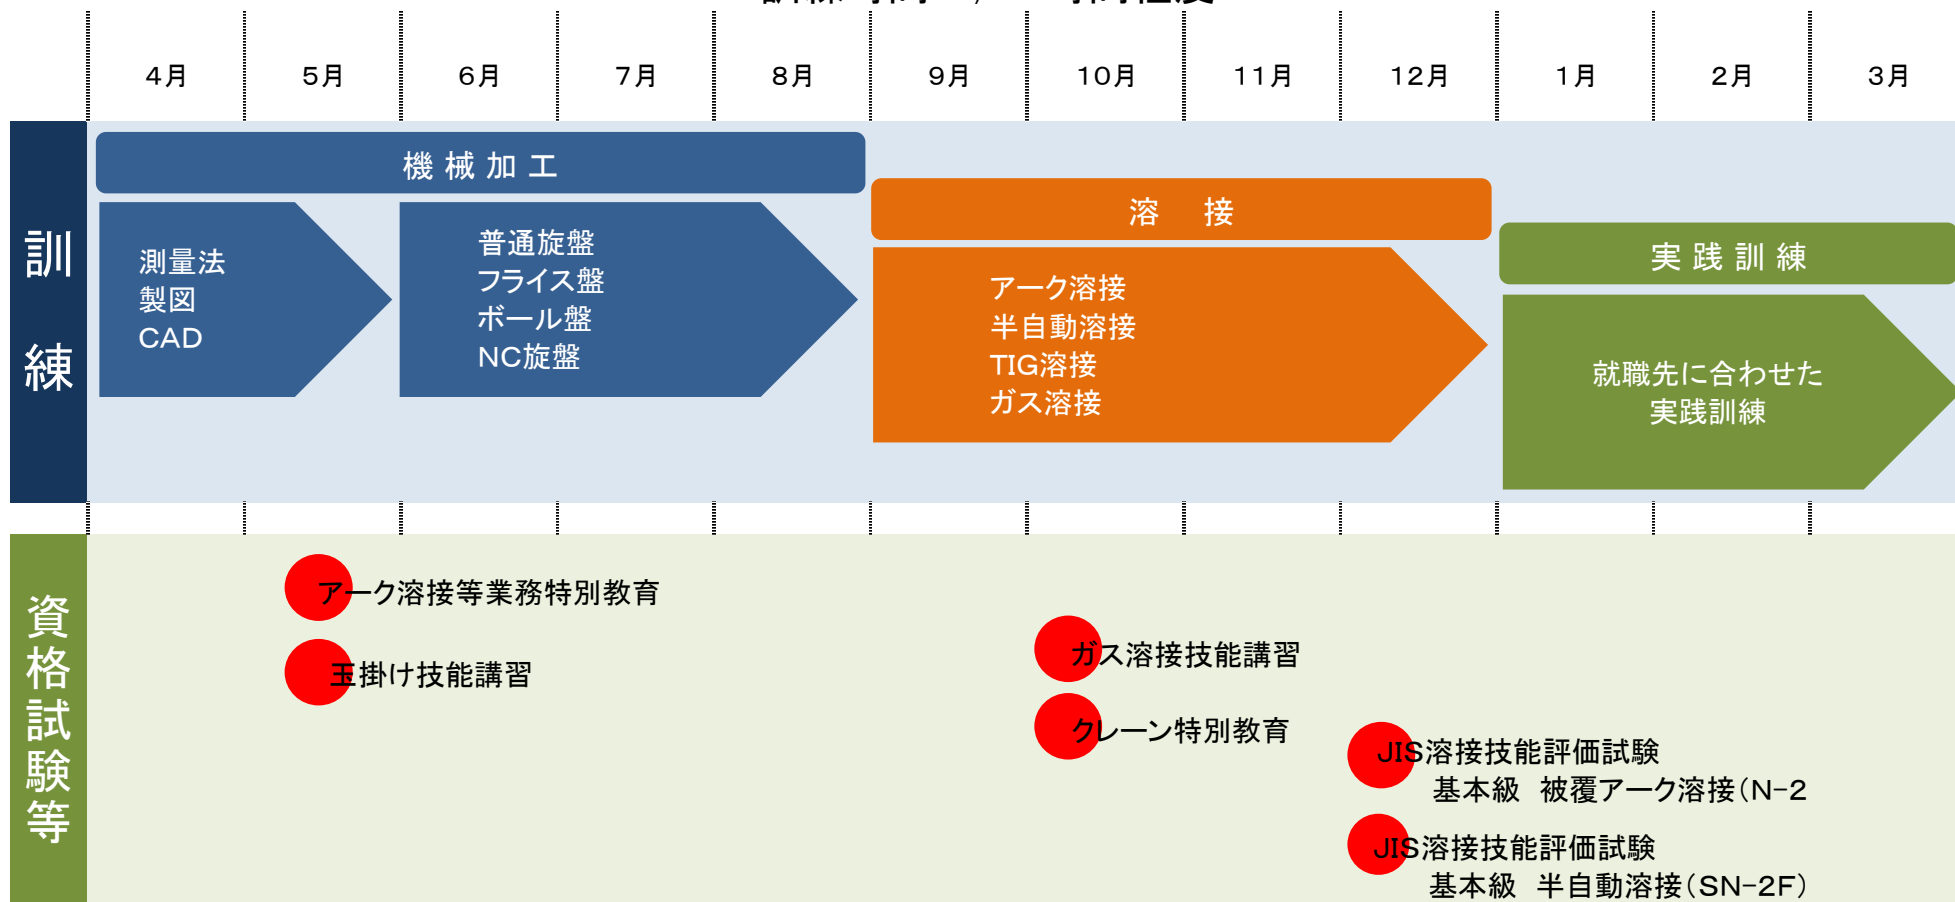 4月 5月 6月 7月 8月 9月 10月 11月 12月 1月 2月 3月
訓練
機械加工
測量法
製図
CAD
普通旋盤
フライス盤
ボール盤
NC旋盤
溶　接
アーク溶接
半自動溶接
TIG溶接
ガス溶接
実践訓練
就職先に合わせた
実践訓練
資格試験等
アーク溶接等業務特別教育
玉掛け技能講習
ガス溶接技能講習
クレーン特別教育
JIS溶接技能評価試験
基本級　被覆アーク溶接（N-2
JIS溶接技能評価試験
基本級　半自動溶接（SN-2F）